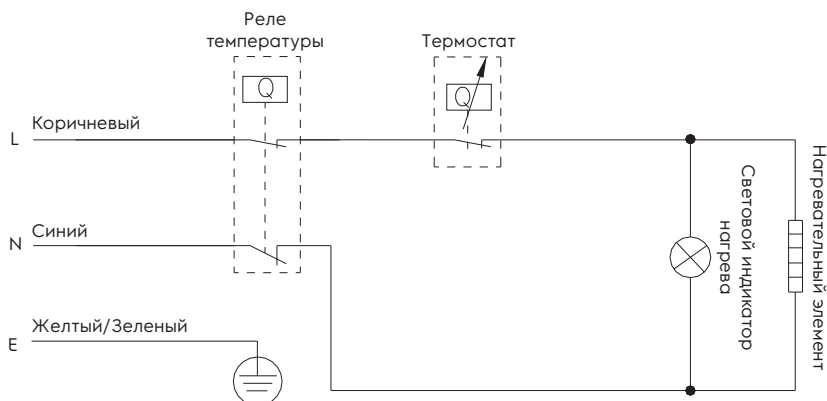 Реле
температуры
Термостат
Q
Q
L
Коричневый
N
Синий
E
Желтый/Зеленый
Световой индикатор
нагрева
Нагревательный элемент